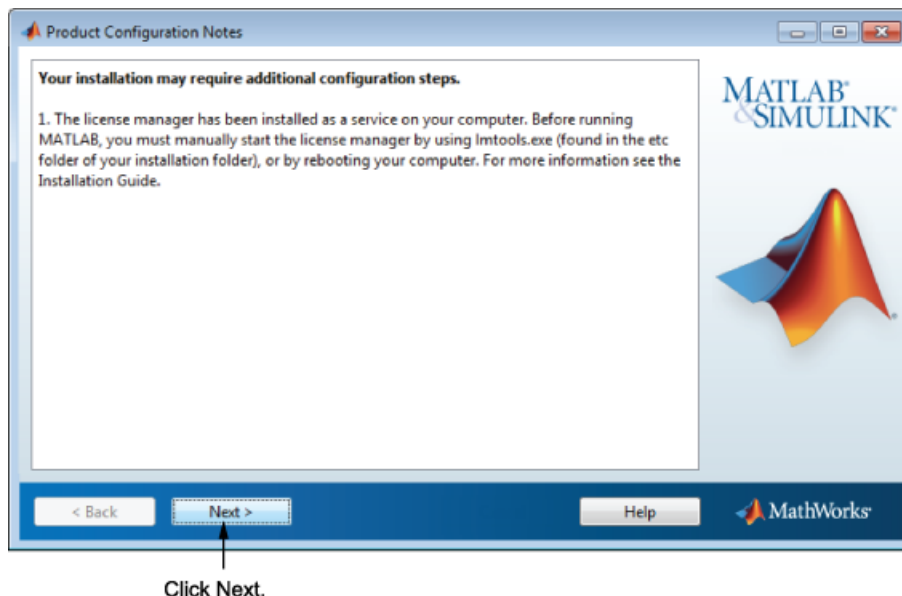 Product Configuration Notes
Your installation may require additional configuration steps.
1. The license manager has been installed as a service on your computer. Before running
MATLAB, you must manually start the license manager by using lmtools.exe (found in the etc
folder of your installation folder), or by rebooting your computer. For more information see the
Installation Guide.
MATLAB®
&SIMULINK®
< Back
Next >
Help
MathWorks®
Click Next.